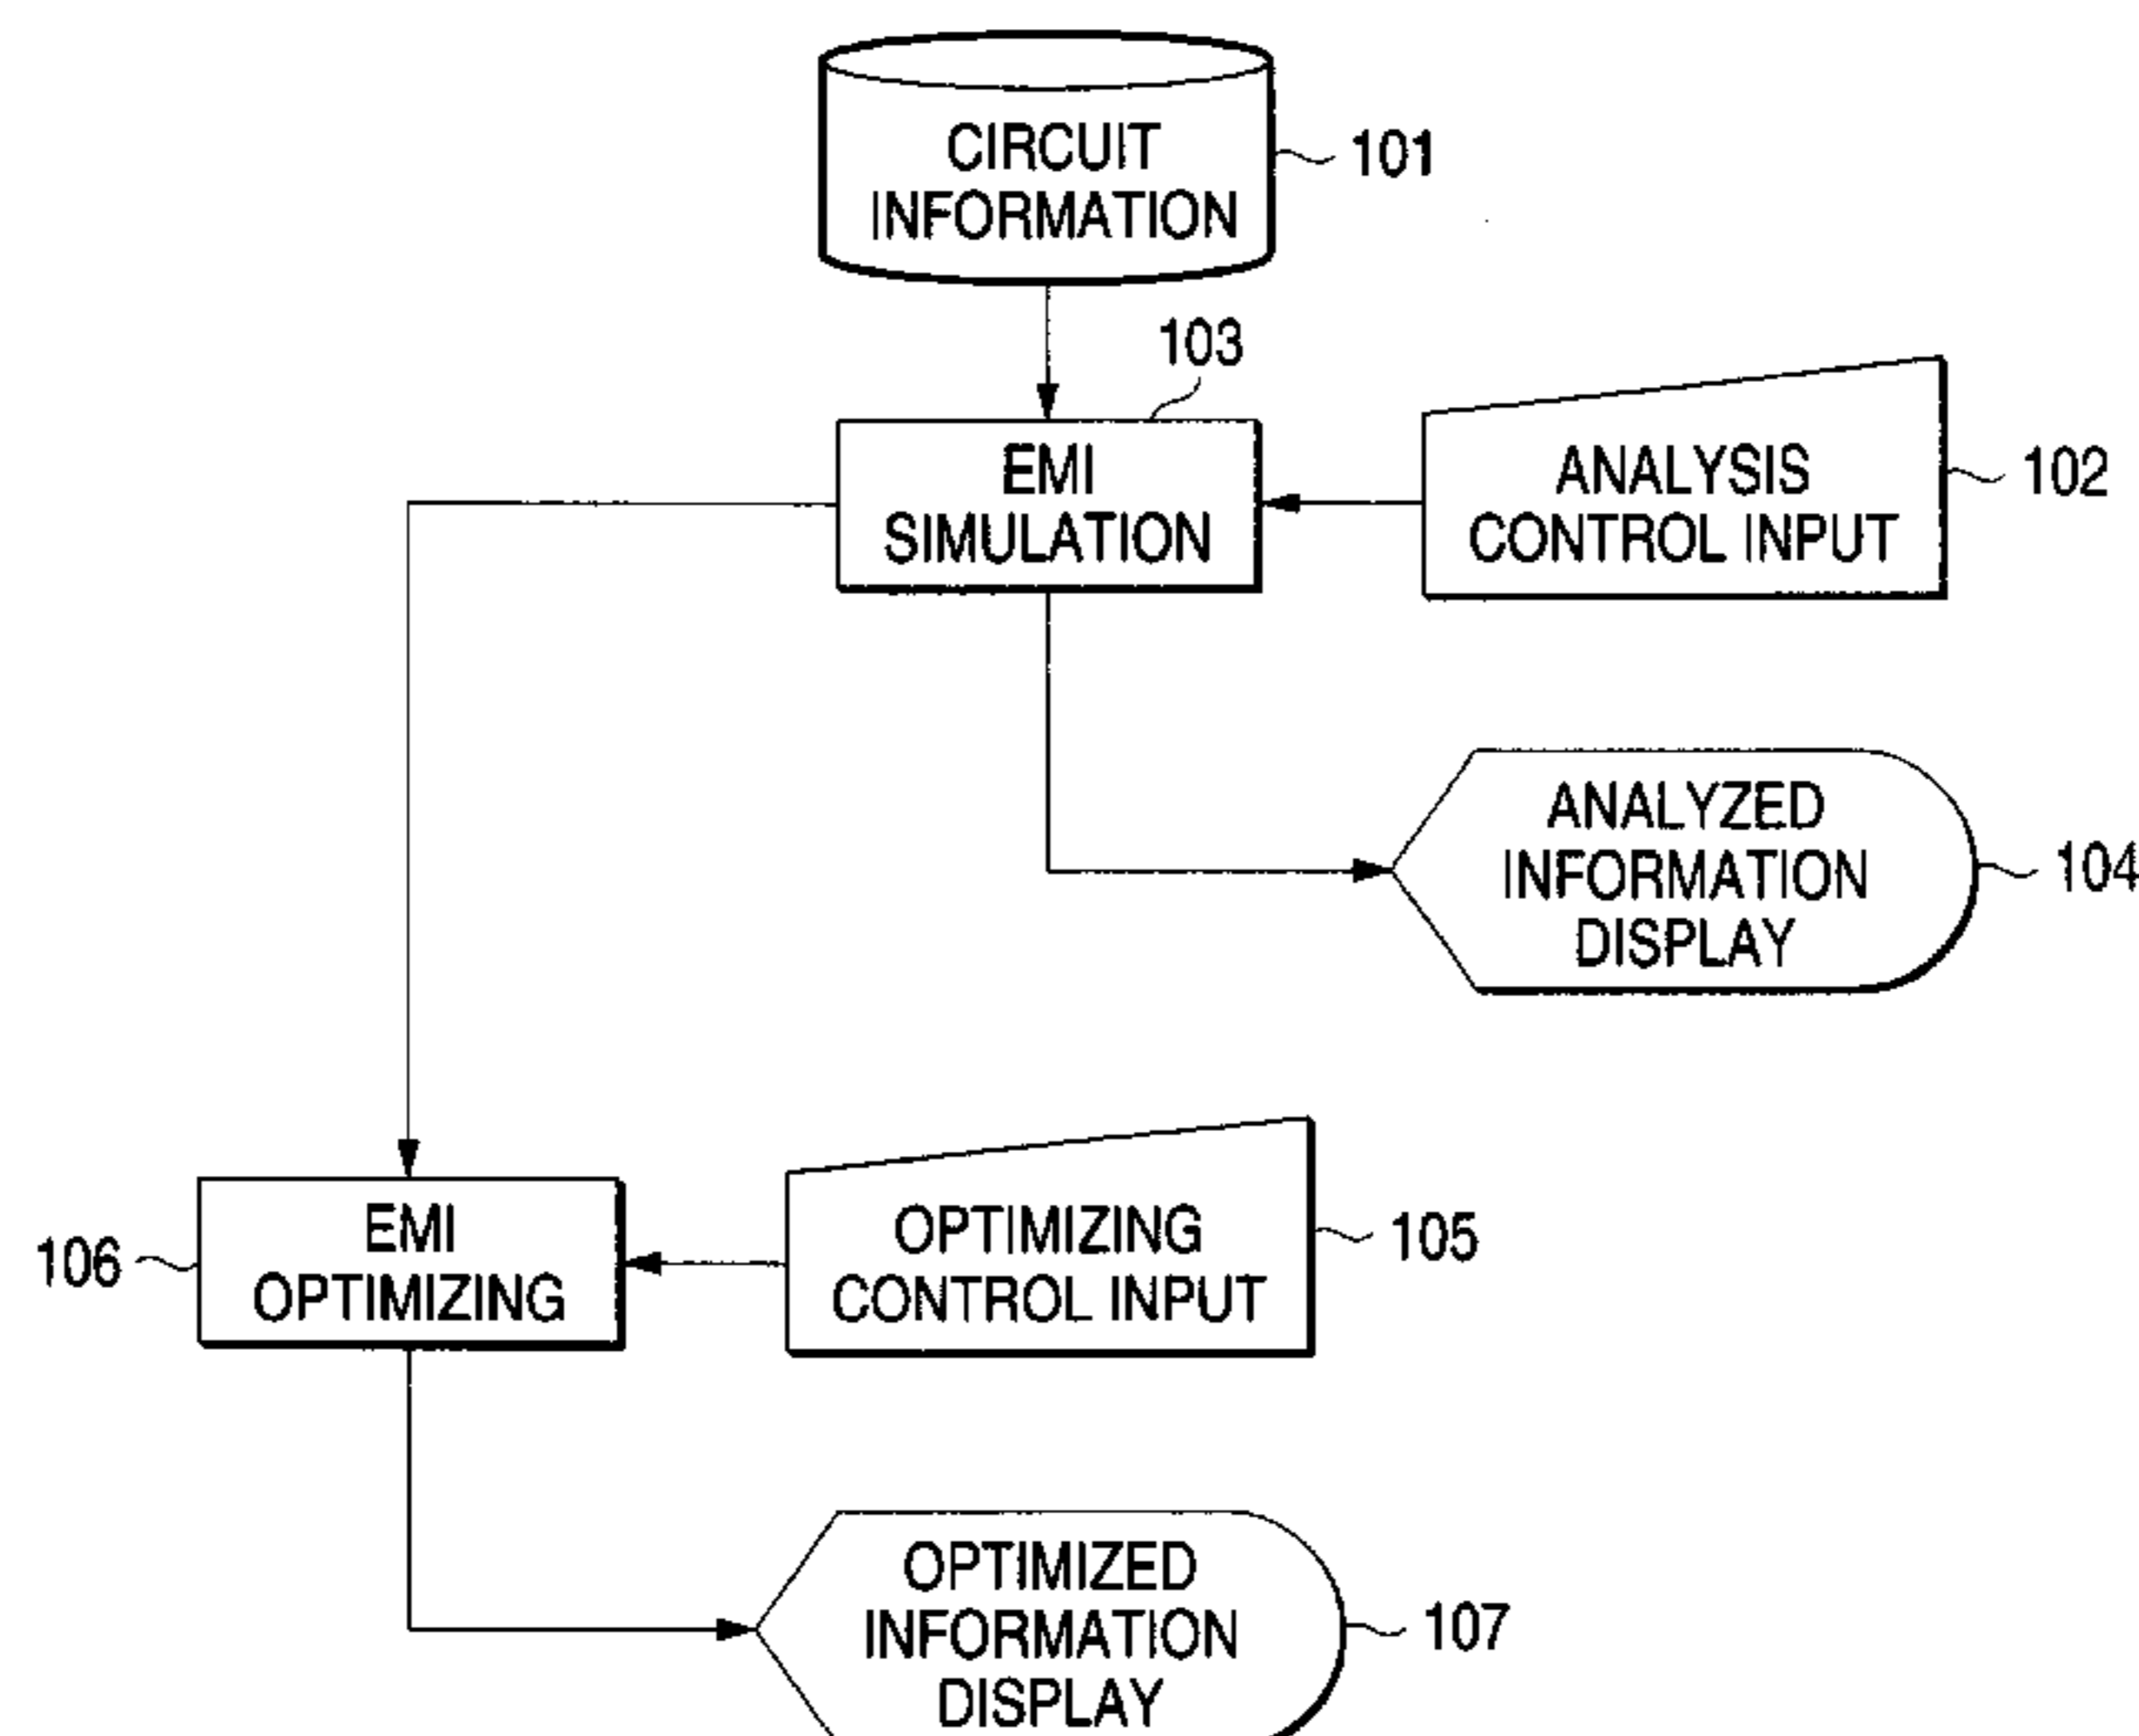 CIRCUIT
INFORMATION
101
103
EMI
SIMULATION
ANALYSIS
CONTROL INPUT
102
ANALYZED
INFORMATION
DISPLAY
104
106
EMI
OPTIMIZING
OPTIMIZING
CONTROL INPUT
105
OPTIMIZED
INFORMATION
DISPLAY
107